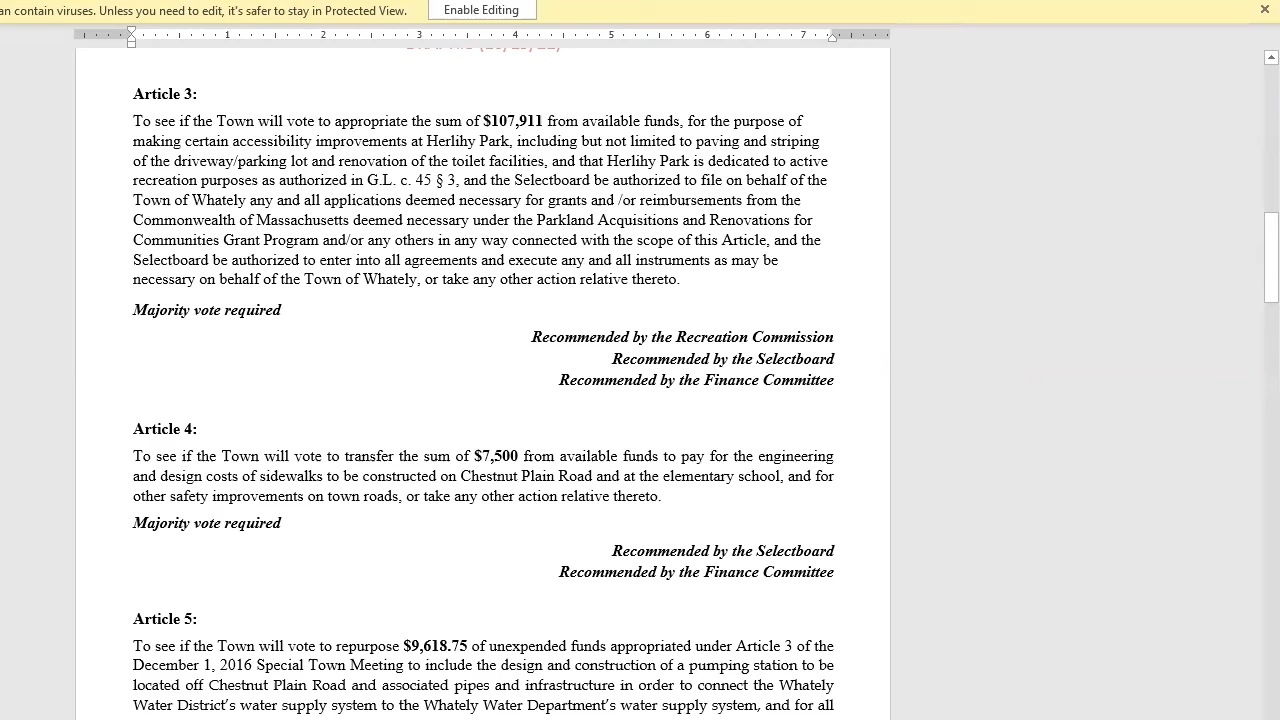 an contain viruses. Unless you need to edit, it's safer to stay in Protected View.
Enable Editing
1 2 3 4 5 6 7
Article 3:
To see if the Town will vote to appropriate the sum of $107,911 from available funds, for the purpose of
making certain accessibility improvements at Herlihy Park, including but not limited to paving and striping
of the driveway/parking lot and renovation of the toilet facilities, and that Herlihy Park is dedicated to active
recreation purposes as authorized in G.L. c. 45 § 3, and the Selectboard be authorized to file on behalf of the
Town of Whately any and all applications deemed necessary for grants and /or reimbursements from the
Commonwealth of Massachusetts deemed necessary under the Parkland Acquisitions and Renovations for
Communities Grant Program and/or any others in any way connected with the scope of this Article, and the
Selectboard be authorized to enter into all agreements and execute any and all instruments as may be
necessary on behalf of the Town of Whately, or take any other action relative thereto.
Majority vote required
Recommended by the Recreation Commission
Recommended by the Selectboard
Recommended by the Finance Committee
Article 4:
To see if the Town will vote to transfer the sum of $7,500 from available funds to pay for the engineering
and design costs of sidewalks to be constructed on Chestnut Plain Road and at the elementary school, and for
other safety improvements on town roads, or take any other action relative thereto.
Majority vote required
Recommended by the Selectboard
Recommended by the Finance Committee
Article 5:
To see if the Town will vote to repurpose $9,618.75 of unexpended funds appropriated under Article 3 of the
December 1, 2016 Special Town Meeting to include the design and construction of a pumping station to be
located off Chestnut Plain Road and associated pipes and infrastructure in order to connect the Whately
Water District's water supply system to the Whately Water Department's water supply system, and for all